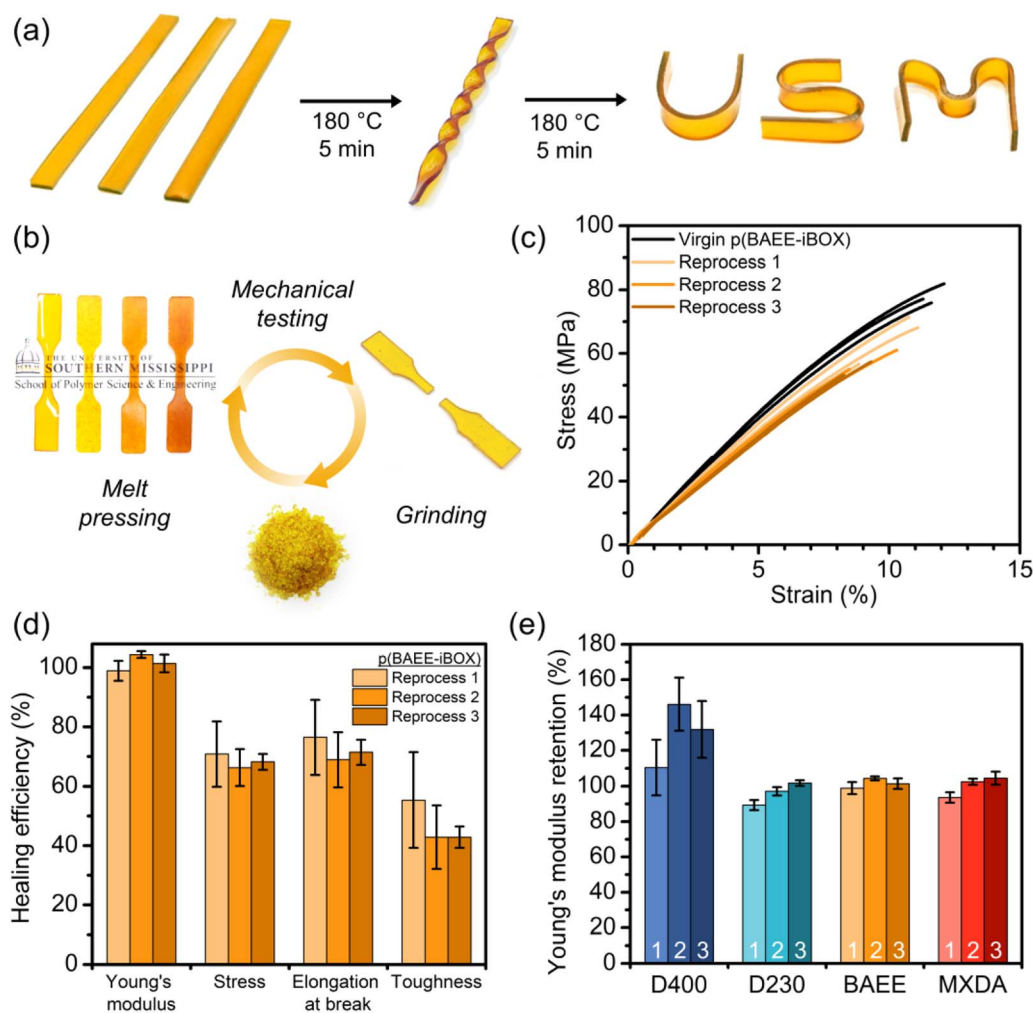 (a)
180 °C
5 min
180 °C
5 min
(b)
Mechanical
testing
THE UNIVERSITY OF
SOUTHERN MISSISSIPPI
School of Polymer Science & Engineering
Melt
pressing
Grinding
(c)
Stress (MPa)
100
80
60
40
20
0
Virgin p(BAEE-iBOX)
Reprocess 1
Reprocess 2
Reprocess 3
0 5 10 15
Strain (%)
(d)
Healing efficiency (%)
100
80
60
40
20
0
p(BAEE-iBOX)
Reprocess 1
Reprocess 2
Reprocess 3
Young's
modulus
Stress
Elongation
at break
Toughness
(e)
Young's modulus retention (%)
180
160
140
120
100
80
60
40
20
0
1 2 3 1 2 3 1 2 3 1 2 3
D400 D230 BAEE MXDA